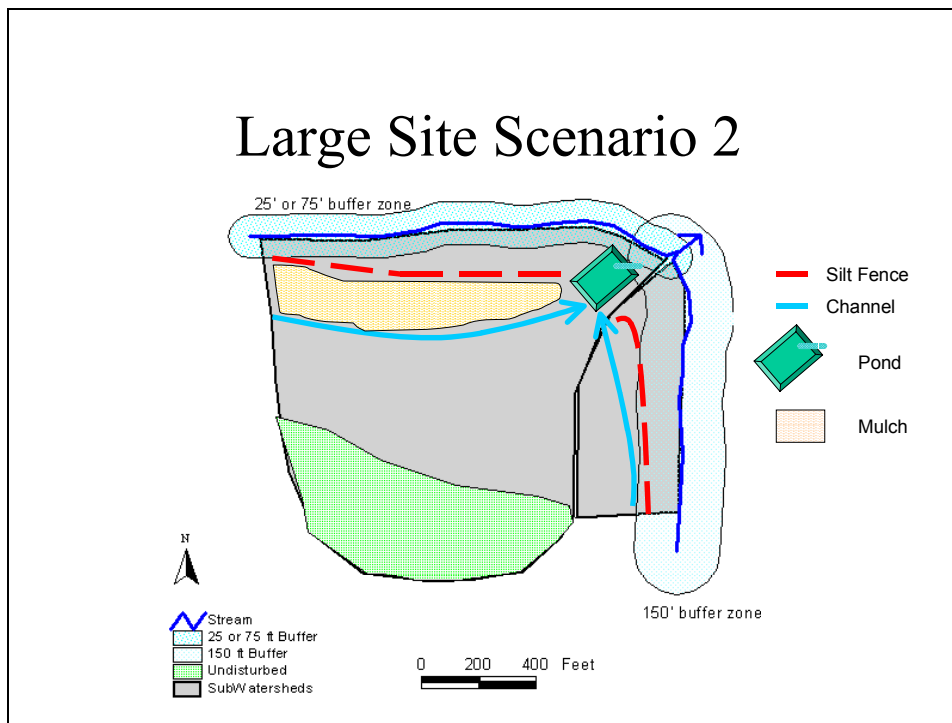 Large Site Scenario 2
25' or 75' buffer zone
Silt Fence
Channel
Pond
Mulch
N
150' buffer zone
Stream
25 or 75 ft Buffer
150 ft Buffer
Undisturbed
SubWatersheds
0 200 400 Feet